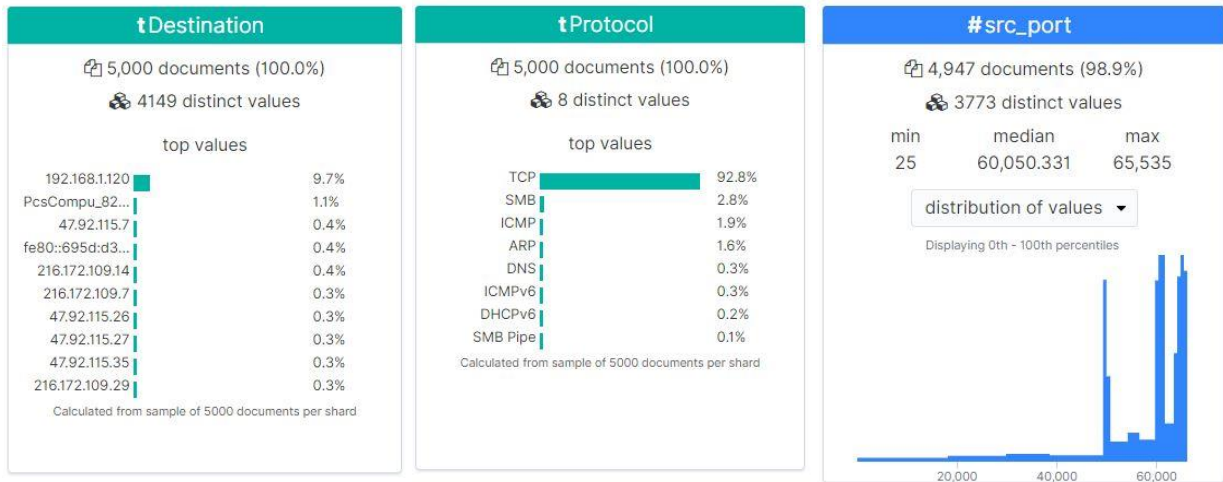 tDestination
5,000 documents (100.0%)
4149 distinct values
top values
192.168.1.120 9.7%
PcsCompu_82... 1.1%
47.92.115.7 0.4%
fe80::695d:d3... 0.4%
216.172.109.14 0.4%
216.172.109.7 0.3%
47.92.115.26 0.3%
47.92.115.27 0.3%
47.92.115.35 0.3%
216.172.109.29 0.3%
Calculated from sample of 5000 documents per shard
tProtocol
5,000 documents (100.0%)
8 distinct values
top values
TCP 92.8%
SMB 2.8%
ICMP 1.9%
ARP 1.6%
DNS 0.3%
ICMPv6 0.3%
DHCPv6 0.2%
SMB Pipe 0.1%
Calculated from sample of 5000 documents per shard
#src_port
4,947 documents (98.9%)
3773 distinct values
min median max
25 60,050.331 65,535
distribution of values
Displaying 0th - 100th percentiles
20,000 40,000 60,000